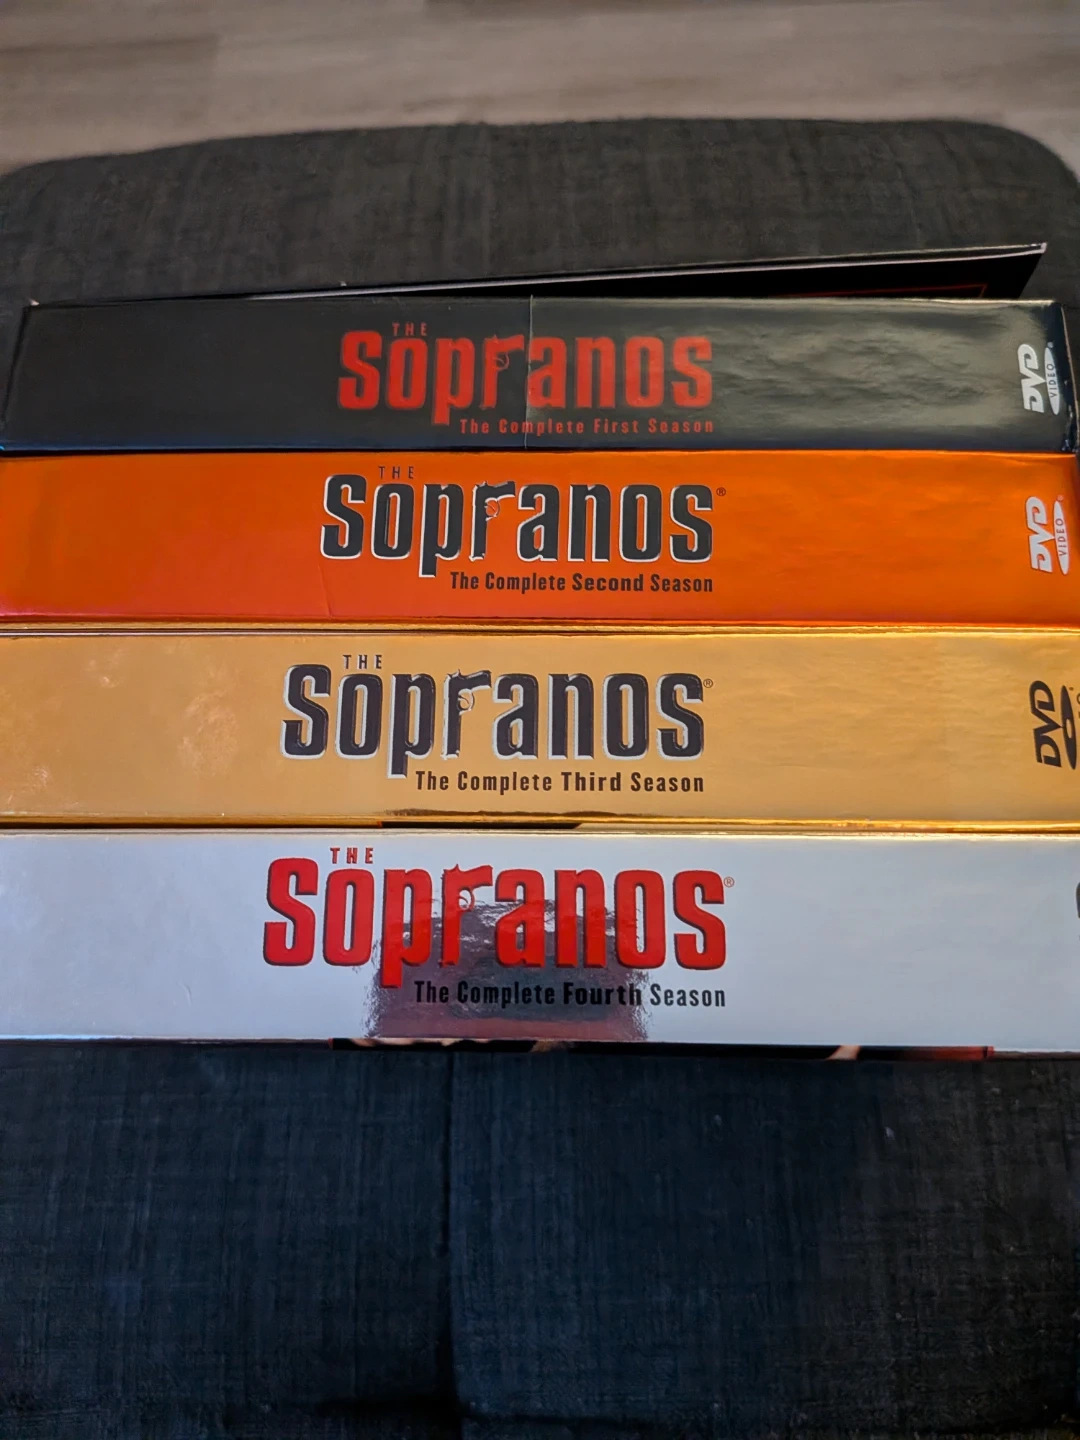 THE
Sopranos
The Complete First Season
DVD
VIDEO
THE
Sopranos®
The Complete Second Season
DVD
VIDEO
THE
Sopranos®
The Complete Third Season
DVD
THE
Sopranos®
The Complete Fourth Season